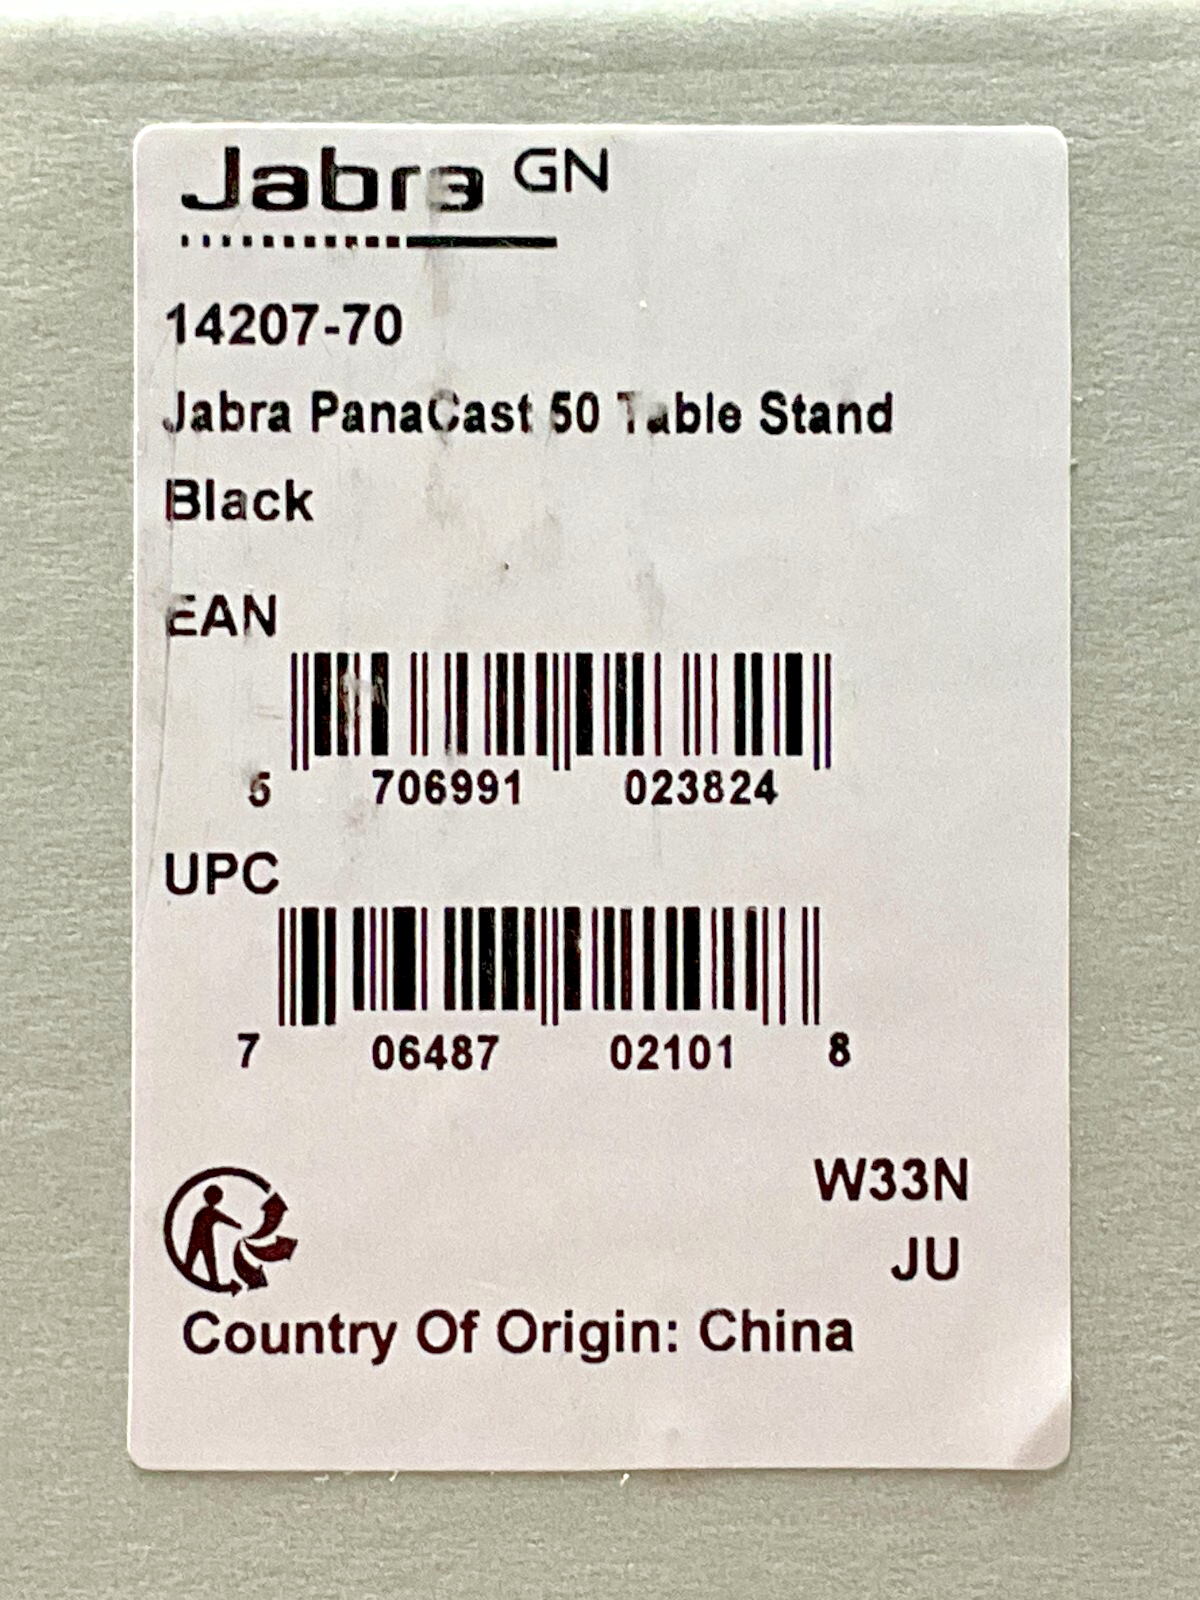 Jabra GN
14207-70
Jabra PanaCast 50 Table Stand
Black
EAN
5 706991 023824
UPC
7 06487 02101 8
W33N
JU
Country Of Origin: China